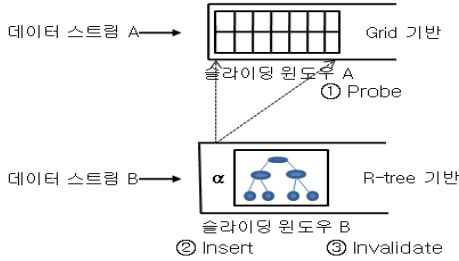 데이터 스트림 A
Grid 기반
슬라이딩 윈도우 A
① Probe
데이터 스트림 B
α
R-tree 기반
슬라이딩 윈도우 B
② Insert
③ Invalidate